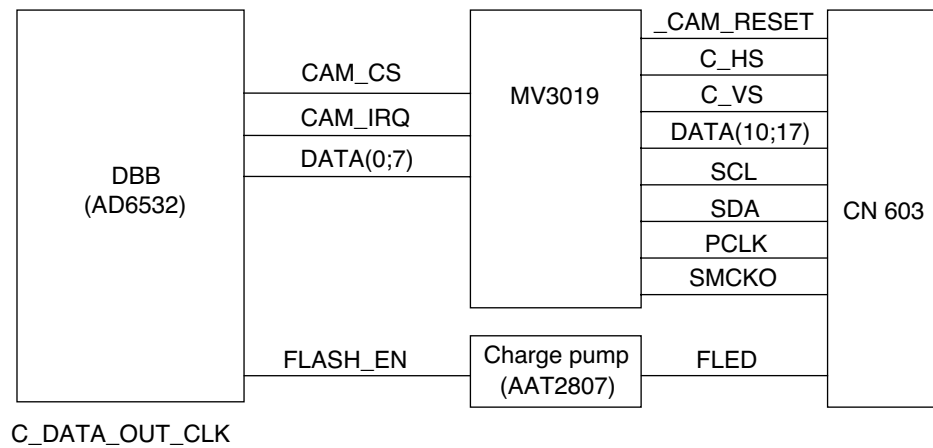 _CAM_RESET
C_HS
CAM_CS
MV3019
C_VS
CAM_IRQ
DATA(10;17)
DATA(0;7)
SCL
DBB
(AD6532)
SDA
CN 603
PCLK
SMCKO
FLASH_EN
Charge pump
(AAT2807)
FLED
C_DATA_OUT_CLK